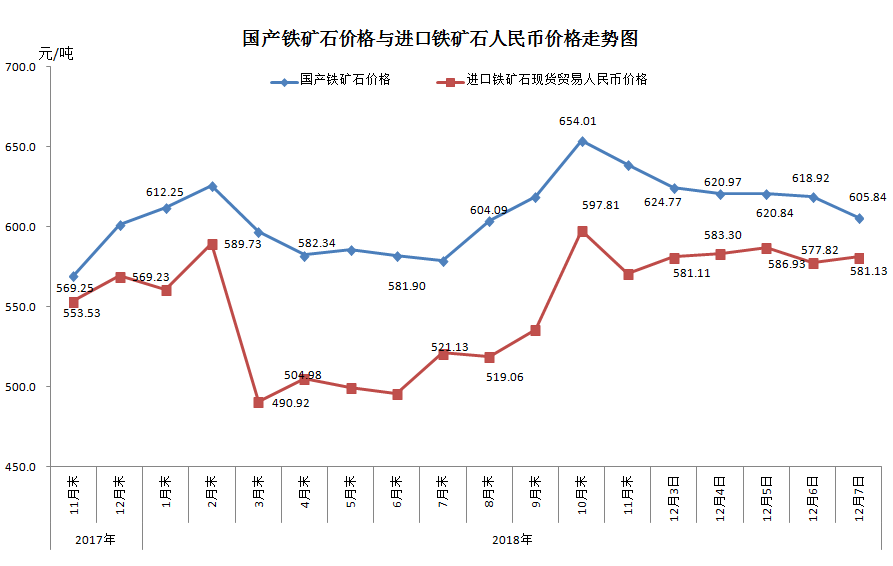 国产铁矿石价格与进口铁矿石人民币价格走势图
元/吨
国产铁矿石价格
进口铁矿石现货贸易人民币价格
700.0
650.0
600.0
550.0
500.0
450.0
569.25
612.25
582.34
581.90
604.09
654.01
624.77
620.97
620.84
618.92
605.84
553.53
569.23
589.73
490.92
504.98
521.13
519.06
597.81
581.11
583.30
586.93
577.82
581.13
11月末
12月末
1月末
2月末
3月末
4月末
5月末
6月末
7月末
8月末
9月末
10月末
11月末
12月3日
12月4日
12月5日
12月6日
12月7日
2017年
2018年